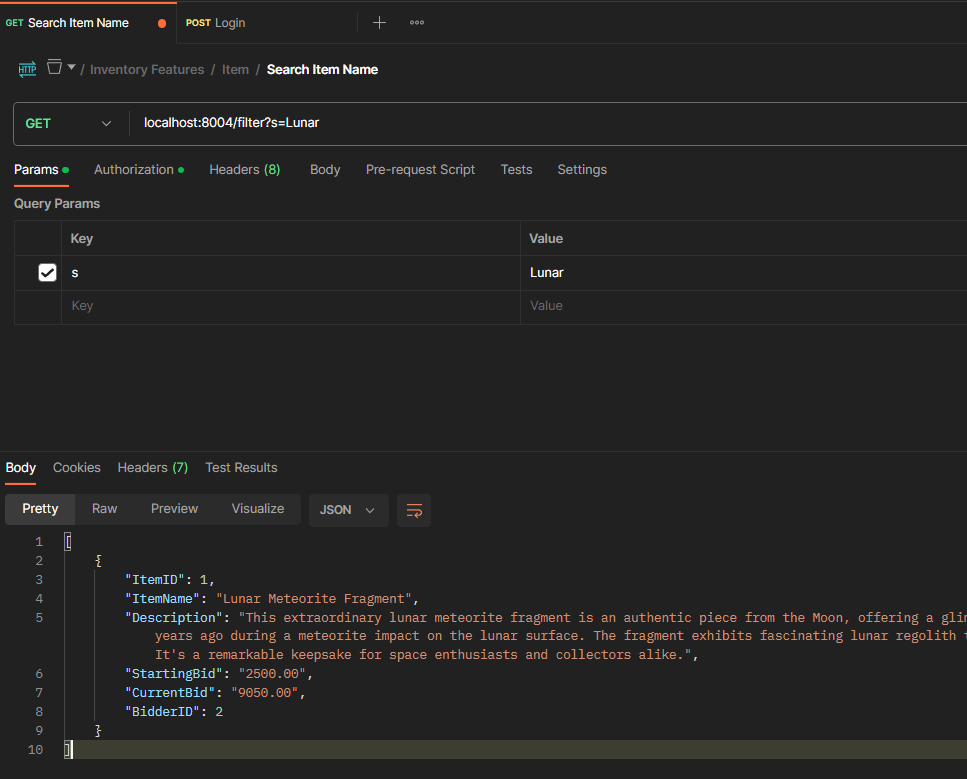 GET Search Item Name
POST Login
HTTP / Inventory Features / Item / Search Item Name
GET localhost:8004/filter?s=Lunar
Params Authorization Headers (8) Body Pre-request Script Tests Settings
Query Params
Key Value
s Lunar
Key Value
Body Cookies Headers (7) Test Results
Pretty Raw Preview Visualize JSON
1 [
2 {
3 "ItemID": 1,
4 "ItemName": "Lunar Meteorite Fragment",
5 "Description": "This extraordinary lunar meteorite fragment is an authentic piece from the Moon, offering a
years ago during a meteorite impact on the lunar surface. The fragment exhibits fascinating lunar regolith
It's a remarkable keepsake for space enthusiasts and collectors alike.",
6 "StartingBid": "2500.00",
7 "CurrentBid": "9050.00",
8 "BidderID": 2
9 }
10 ]